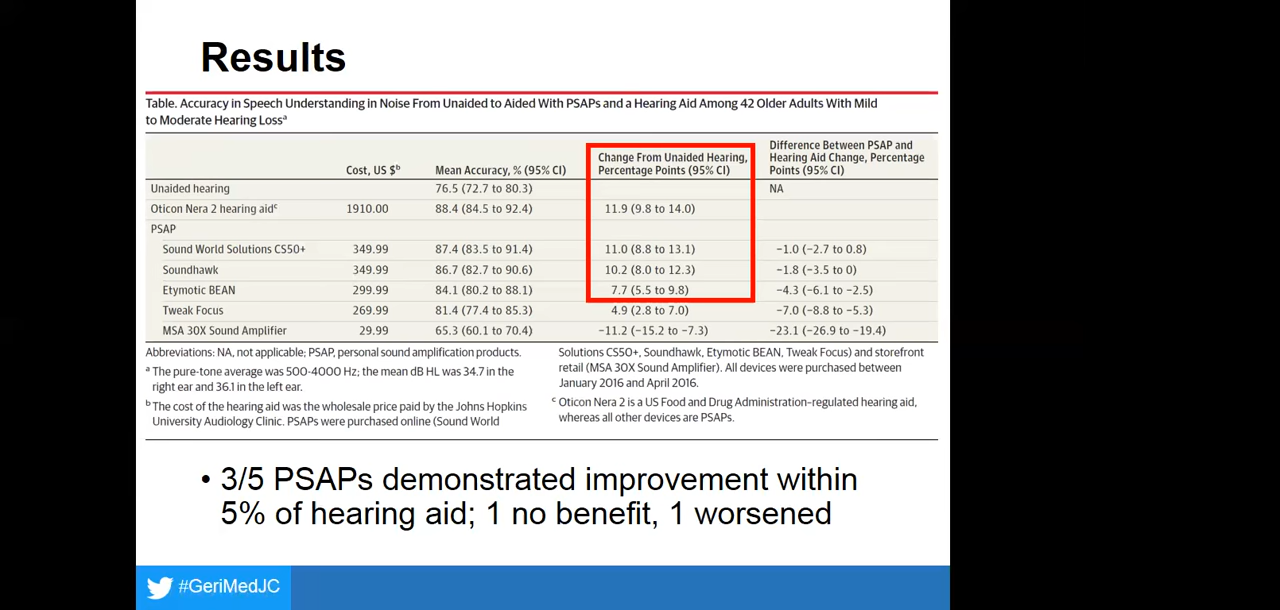 Results
Table. Accuracy in Speech Understanding in Noise From Unaided to Aided With PSAPs and a Hearing Aid Among 42 Older Adults With Mild
to Moderate Hearing Loss^a
Cost, US $^b Mean Accuracy, % (95% CI) Change From Unaided Hearing, Percentage Points (95% CI) Difference Between PSAP and Hearing Aid Change, Percentage Points (95% CI)
Unaided hearing 76.5 (72.7 to 80.3) NA
Oticon Nera 2 hearing aid^c 1910.00 88.4 (84.5 to 92.4) 11.9 (9.8 to 14.0)
PSAP
Sound World Solutions CS50+ 349.99 87.4 (83.5 to 91.4) 11.0 (8.8 to 13.1) −1.0 (−2.7 to 0.8)
Soundhawk 349.99 86.7 (82.7 to 90.6) 10.2 (8.0 to 12.3) −1.8 (−3.5 to 0)
Etymotic BEAN 299.99 84.1 (80.2 to 88.1) 7.7 (5.5 to 9.8) −4.3 (−6.1 to −2.5)
Tweak Focus 269.99 81.4 (77.4 to 85.3) 4.9 (2.8 to 7.0) −7.0 (−8.8 to −5.3)
MSA 30X Sound Amplifier 29.99 65.3 (60.1 to 70.4) −11.2 (−15.2 to −7.3) −23.1 (−26.9 to −19.4)
Abbreviations: NA, not applicable; PSAP, personal sound amplification products.
^a The pure-tone average was 500-4000 Hz; the mean dB HL was 34.7 in the
right ear and 36.1 in the left ear.
^b The cost of the hearing aid was the wholesale price paid by the Johns Hopkins
University Audiology Clinic. PSAPs were purchased online (Sound World
Solutions CS50+, Soundhawk, Etymotic BEAN, Tweak Focus) and storefront
retail (MSA 30X Sound Amplifier). All devices were purchased between
January 2016 and April 2016.
^c Oticon Nera 2 is a US Food and Drug Administration–regulated hearing aid,
whereas all other devices are PSAPs.
• 3/5 PSAPs demonstrated improvement within
5% of hearing aid; 1 no benefit, 1 worsened
#GeriMedJC